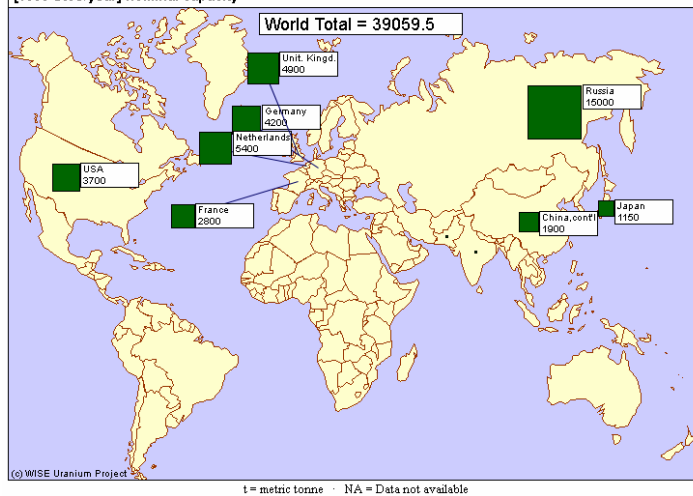 World Total = 39059.5
Unit. Kingd.
4900
Germany
4200
Netherlands
5400
Russia
15000
USA
3700
France
2800
China,cont'l
1900
Japan
1150
(c) WISE Uranium Project
t = metric tonne · NA = Data not available